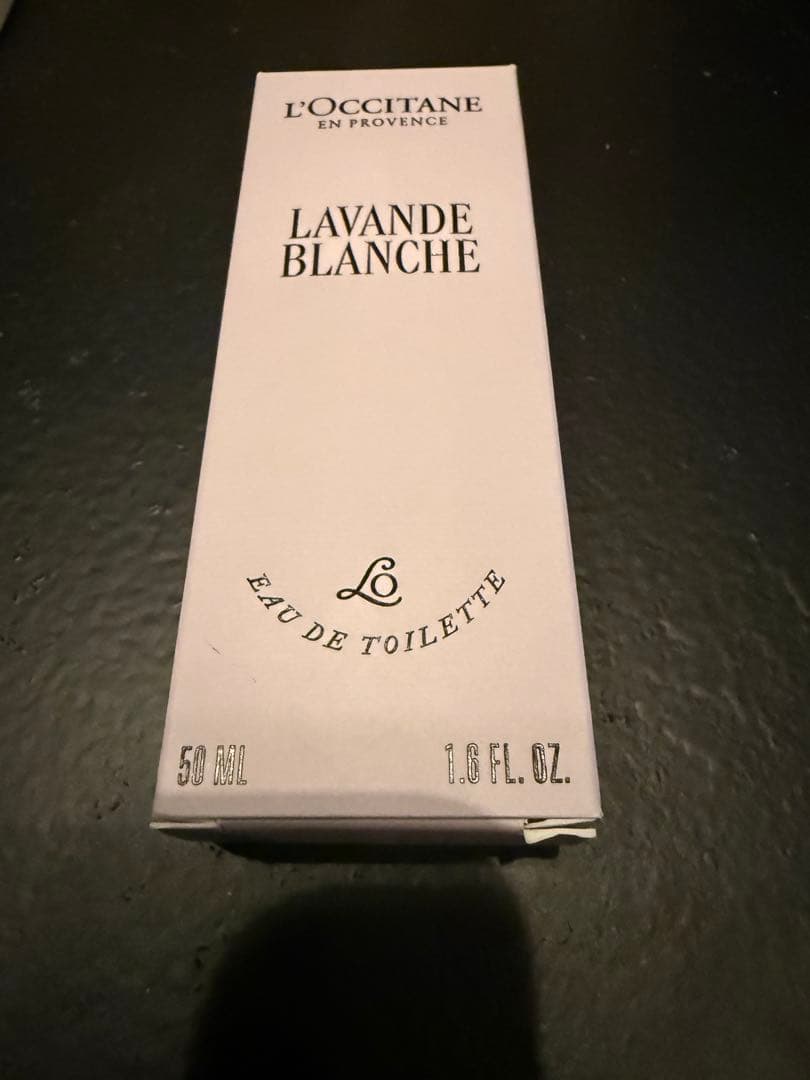 L'OCCITANE
EN PROVENCE
LAVANDE
BLANCHE
LO
EAU DE TOILETTE
50 ML
1.6 FL. OZ.